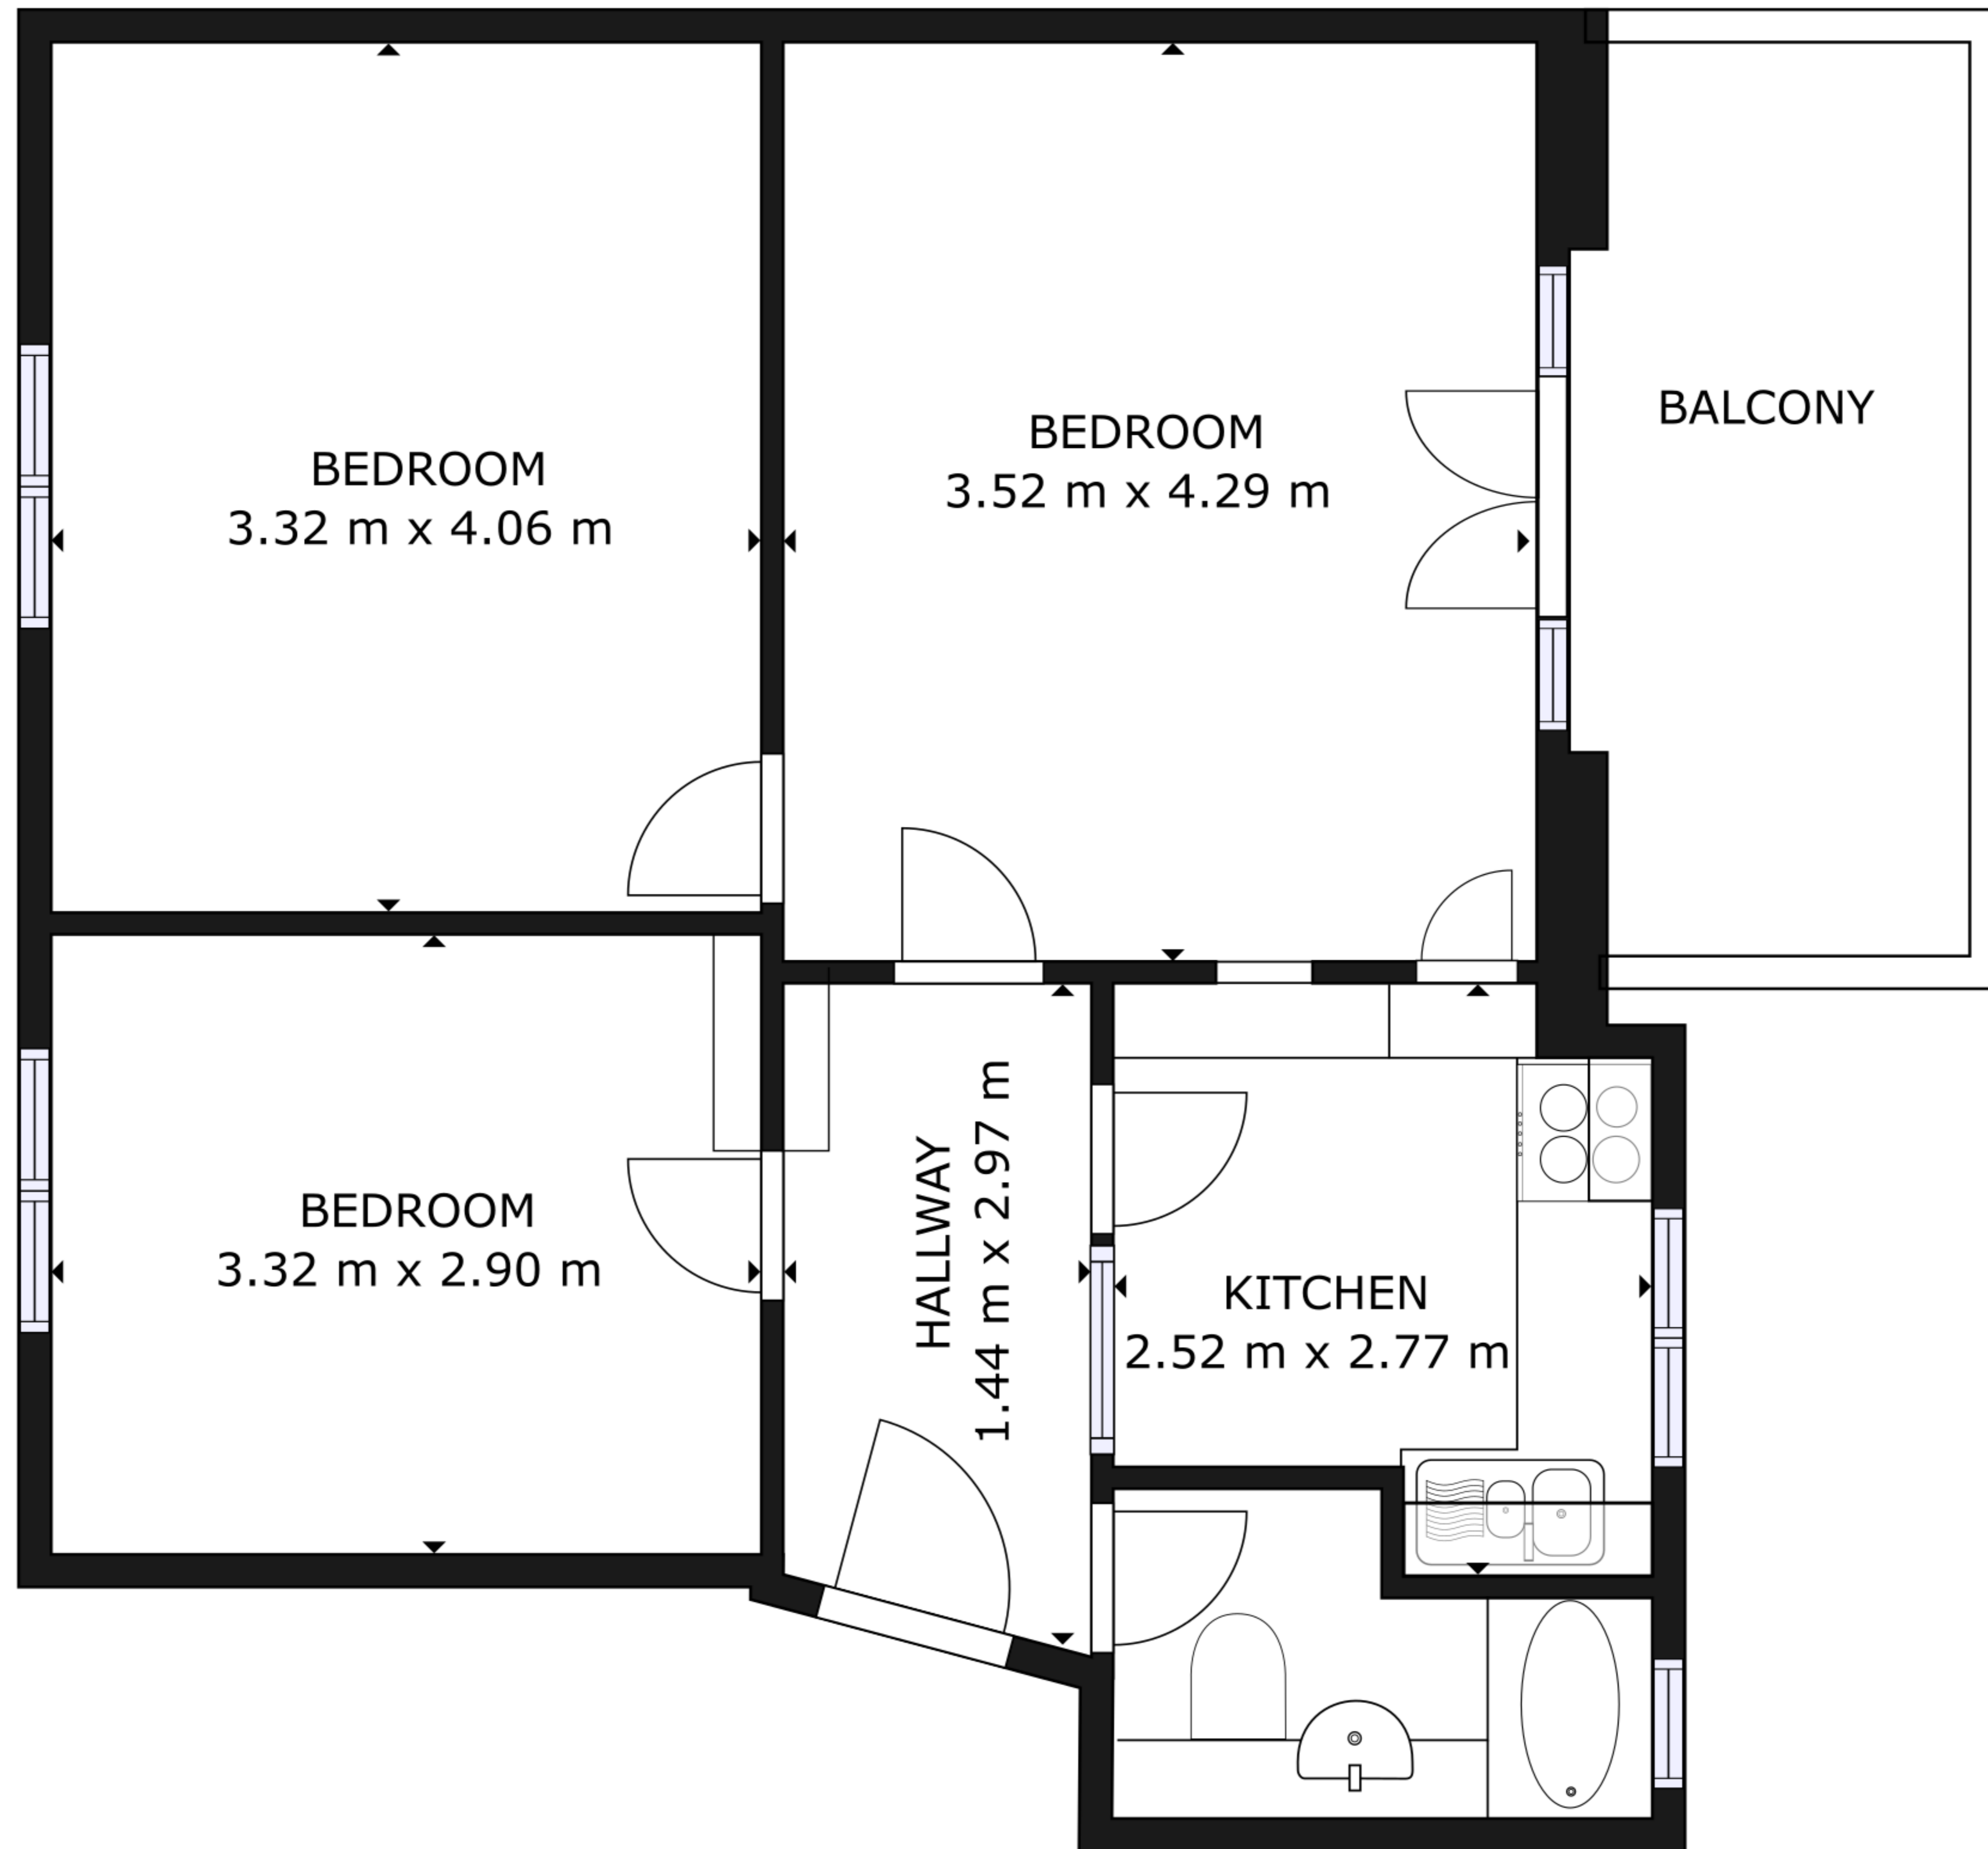 BEDROOM
3.32 m x 4.06 m
BEDROOM
3.52 m x 4.29 m
BALCONY
BEDROOM
3.32 m x 2.90 m
HALLWAY
1.44 m x 2.97 m
KITCHEN
2.52 m x 2.77 m